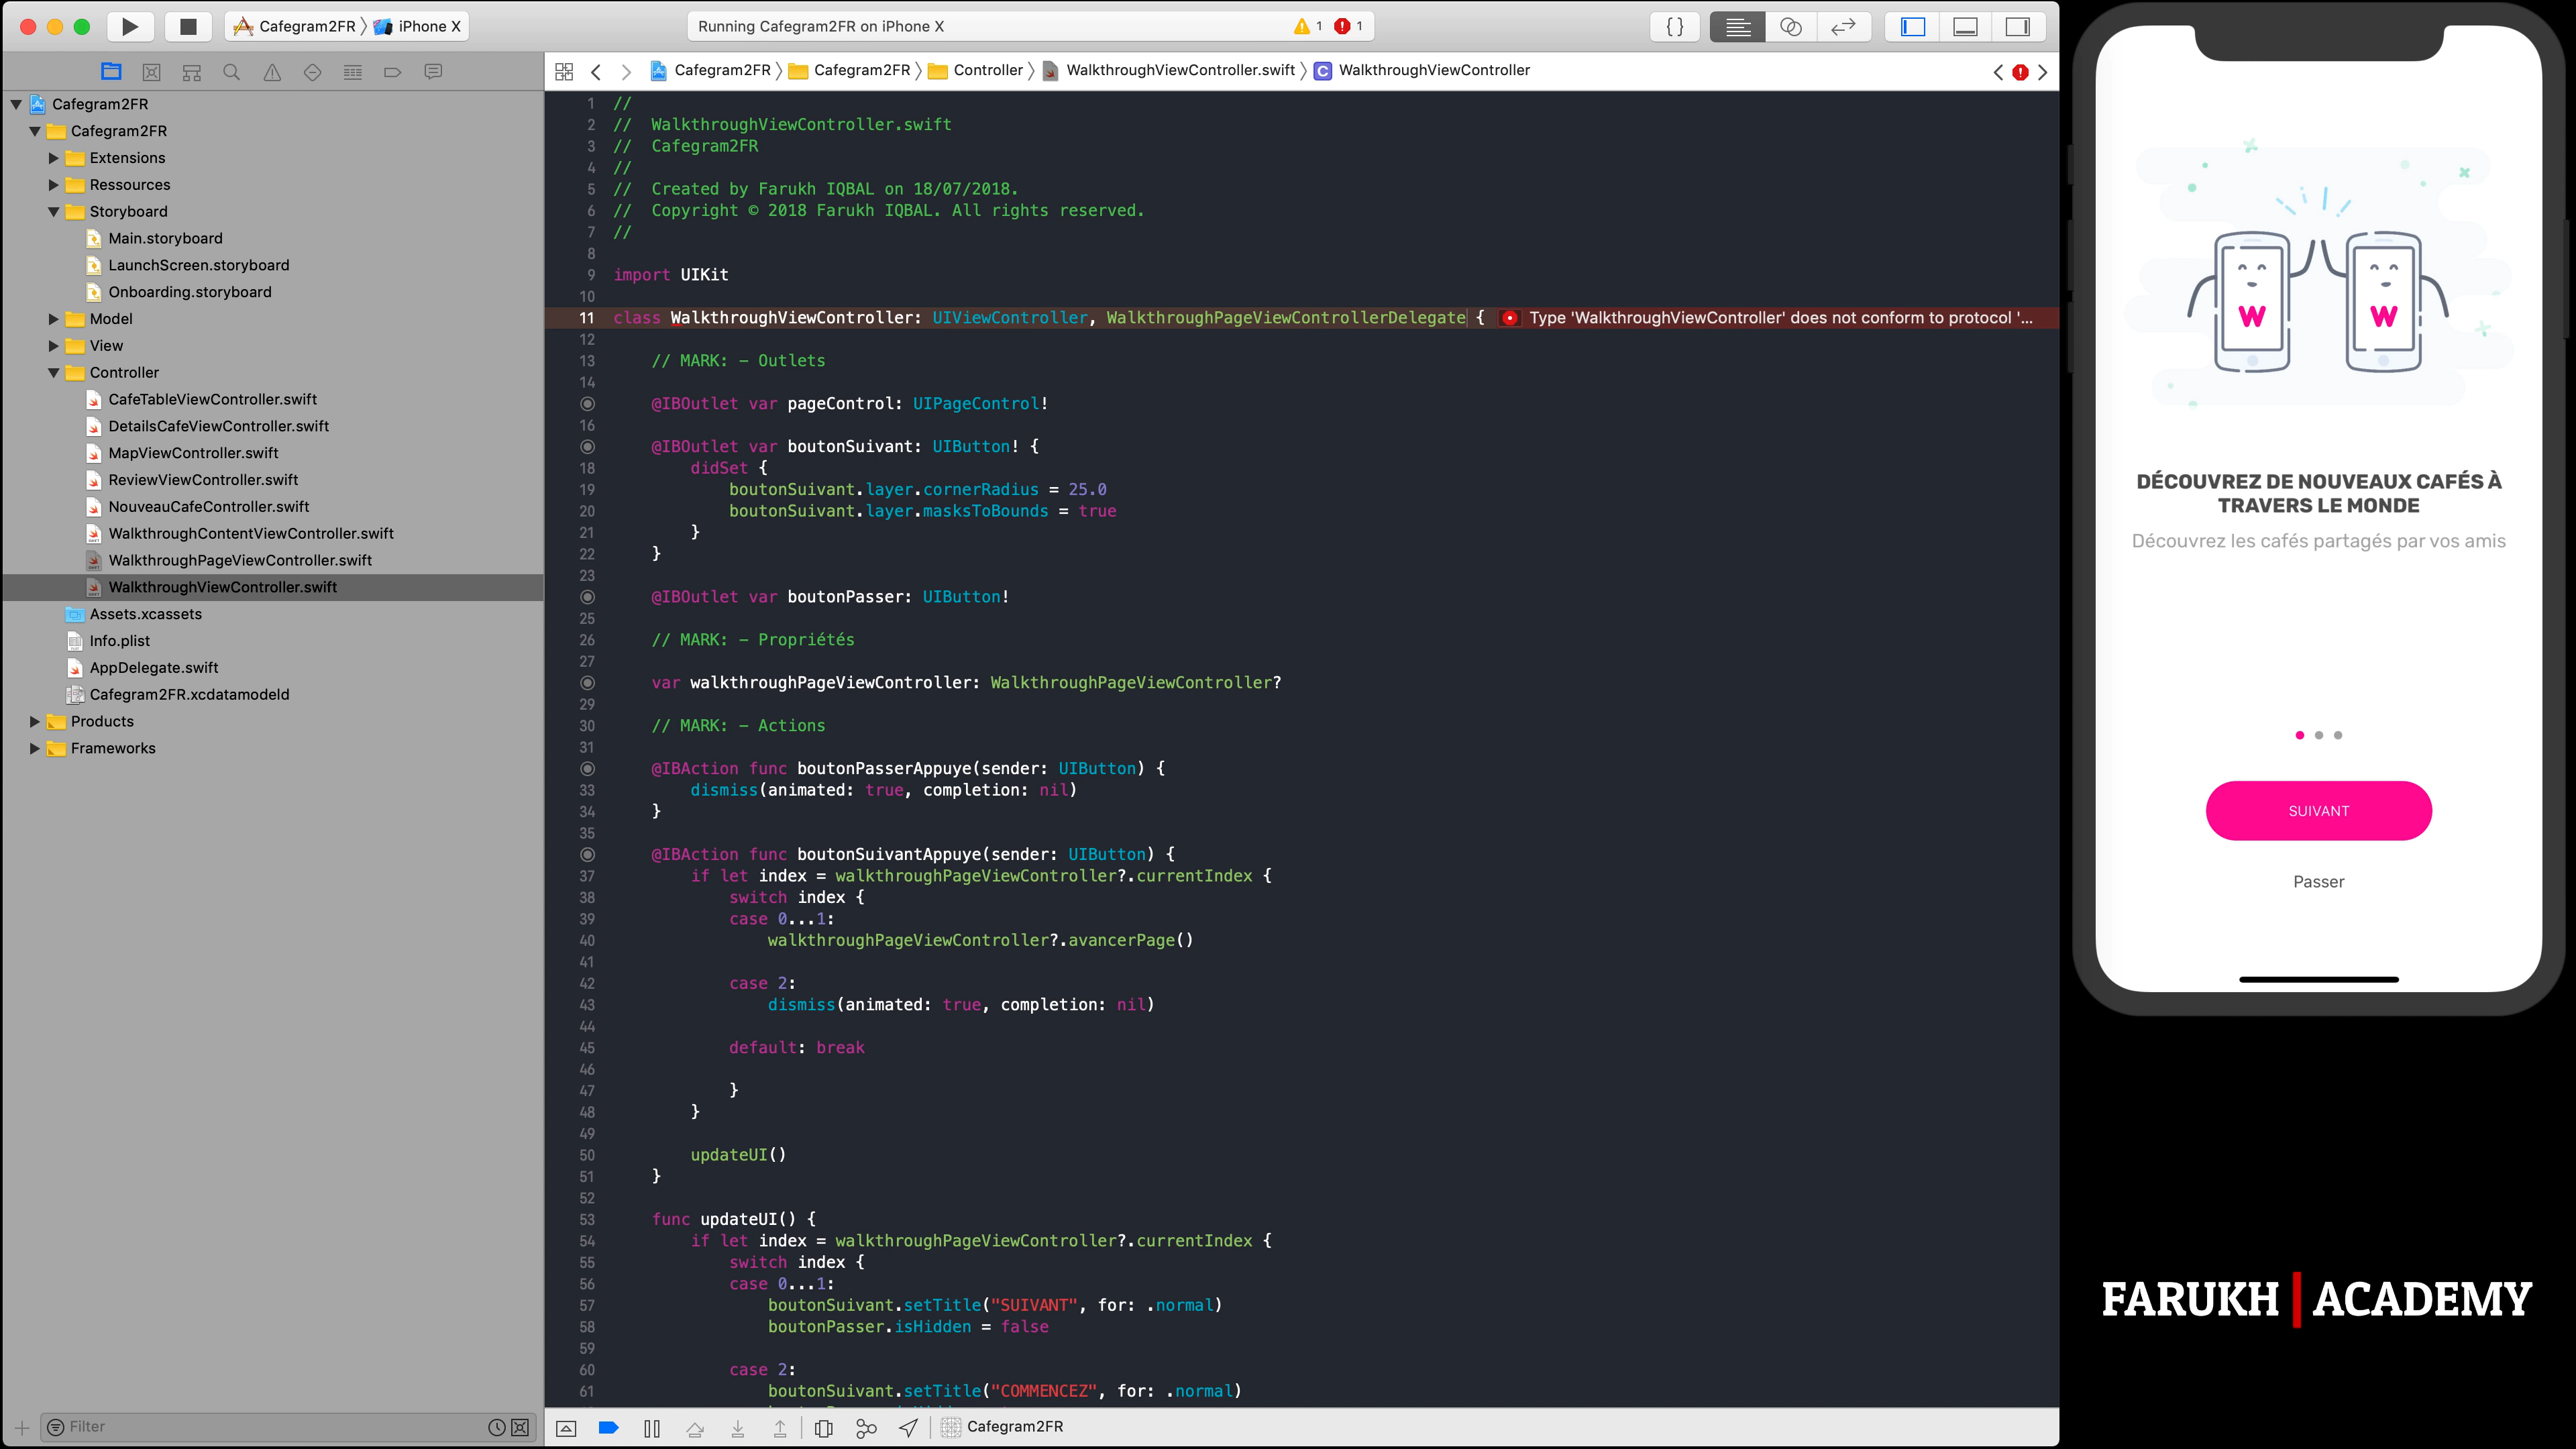 Cafegram2FR 〉 iPhone X
Running Cafegram2FR on iPhone X
1 1
Cafegram2FR 〉 Cafegram2FR 〉 Controller 〉 WalkthroughViewController.swift 〉 C WalkthroughViewController
Cafegram2FR
Cafegram2FR
Extensions
Ressources
Storyboard
Main.storyboard
LaunchScreen.storyboard
Onboarding.storyboard
Model
View
Controller
CafeTableViewController.swift
DetailsCafeViewController.swift
MapViewController.swift
ReviewViewController.swift
NouveauCafeController.swift
WalkthroughContentViewController.swift
WalkthroughPageViewController.swift
WalkthroughViewController.swift
Assets.xcassets
Info.plist
AppDelegate.swift
Cafegram2FR.xcdatamodeld
Products
Frameworks
Filter
1 //
2 //  WalkthroughViewController.swift
3 //  Cafegram2FR
4 //
5 //  Created by Farukh IQBAL on 18/07/2018.
6 //  Copyright © 2018 Farukh IQBAL. All rights reserved.
7 //
8
9 import UIKit
10
11 class WalkthroughViewController: UIViewController, WalkthroughPageViewControllerDelegate { Type 'WalkthroughViewController' does not conform to protocol '...
12
13 // MARK: - Outlets
14
@IBOutlet var pageControl: UIPageControl!
16
@IBOutlet var boutonSuivant: UIButton! {
18 didSet {
19 boutonSuivant.layer.cornerRadius = 25.0
20 boutonSuivant.layer.masksToBounds = true
21 }
22 }
23
@IBOutlet var boutonPasser: UIButton!
25
26 // MARK: - Propriétés
27
var walkthroughPageViewController: WalkthroughPageViewController?
29
30 // MARK: - Actions
31
@IBAction func boutonPasserAppuye(sender: UIButton) {
33 dismiss(animated: true, completion: nil)
34 }
35
@IBAction func boutonSuivantAppuye(sender: UIButton) {
37 if let index = walkthroughPageViewController?.currentIndex {
38 switch index {
39 case 0...1:
40 walkthroughPageViewController?.avancerPage()
41
42 case 2:
43 dismiss(animated: true, completion: nil)
44
45 default: break
46
47 }
48 }
49
50 updateUI()
51 }
52
53 func updateUI() {
54 if let index = walkthroughPageViewController?.currentIndex {
55 switch index {
56 case 0...1:
57 boutonSuivant.setTitle("SUIVANT", for: .normal)
58 boutonPasser.isHidden = false
59
60 case 2:
61 boutonSuivant.setTitle("COMMENCEZ", for: .normal)
Cafegram2FR
W W
DÉCOUVREZ DE NOUVEAUX CAFÉS À
TRAVERS LE MONDE
Découvrez les cafés partagés par vos amis
SUIVANT
Passer
FARUKH | ACADEMY